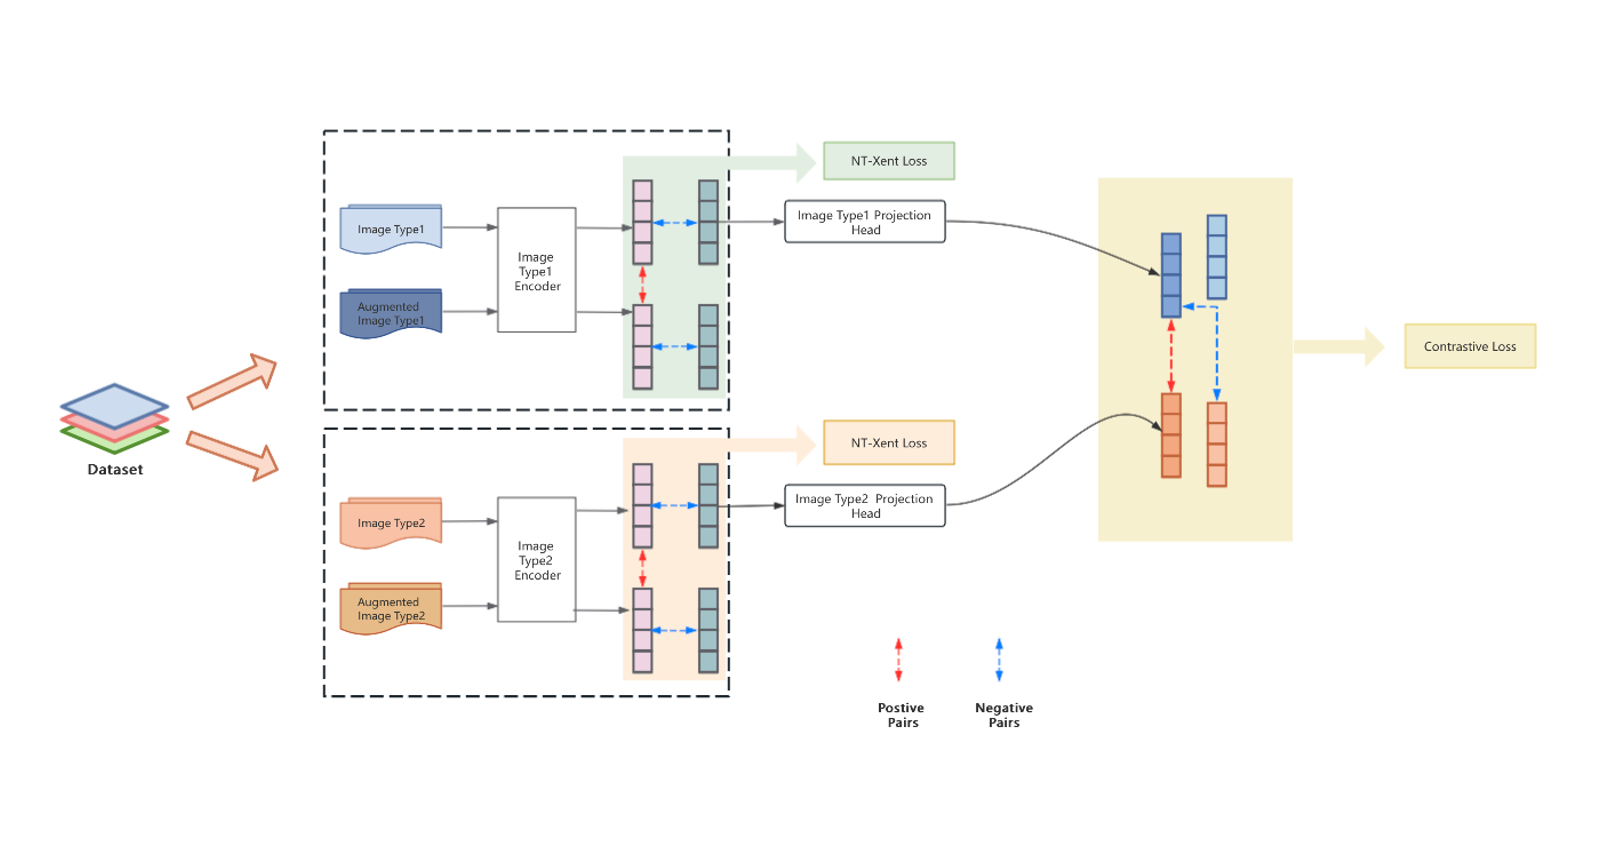 NT-Xent Loss
Image Type1
Image Type1 Projection
Head
Image
Type1
Encoder
Augmented
Image Type1
Contrastive Loss
Dataset
NT-Xent Loss
Image Type2
Image Type2 Projection
Head
Image
Type2
Encoder
Augmented
Image Type2
Postive
Pairs
Negative
Pairs